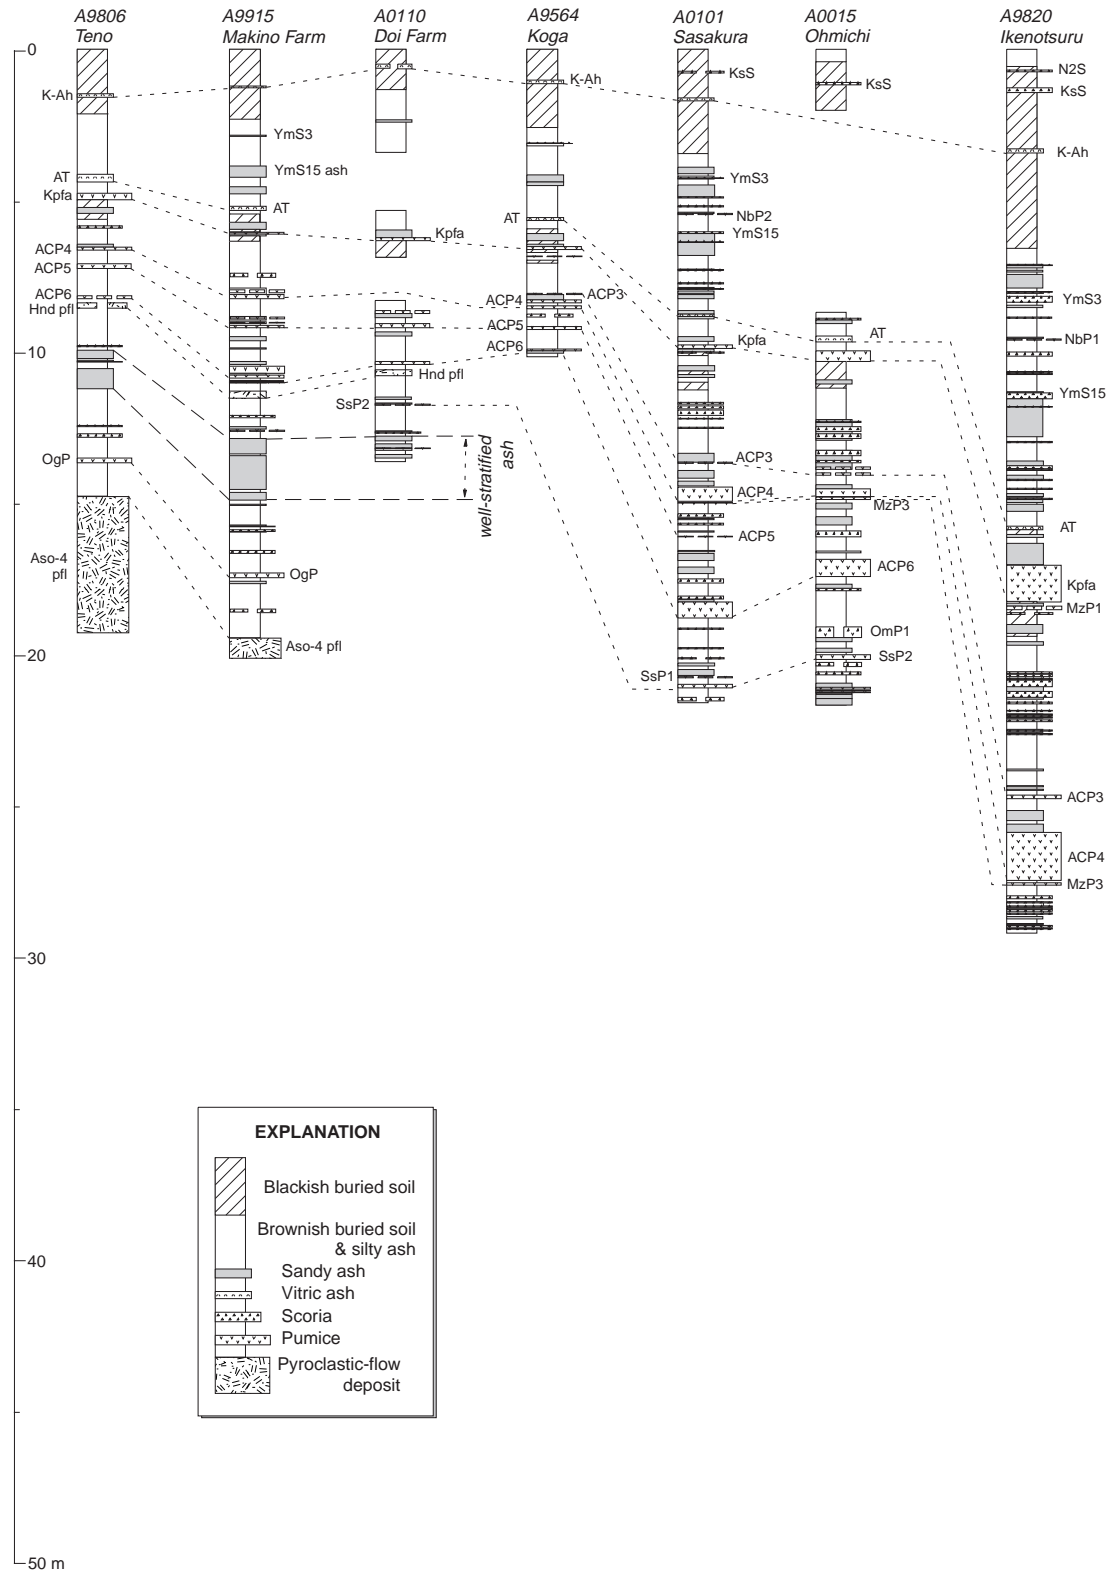 A9806
Teno
A9915
Makino Farm
A0110
Doi Farm
A9564
Koga
A0101
Sasakura
A0015
Ohmichi
A9820
Ikenotsuru
0
10
20
30
40
50 m
K-Ah
AT
Kpfa
ACP4
ACP5
ACP6
Hnd pfl
OgP
Aso-4
pfl
YmS3
YmS15 ash
AT
OgP
Aso-4 pfl
Kpfa
Hnd pfl
SsP2
well-stratified
ash
K-Ah
AT
ACP4
ACP3
ACP5
ACP6
KsS
YmS3
NbP2
YmS15
Kpfa
ACP3
ACP4
ACP5
SsP1
KsS
AT
MzP3
ACP6
OmP1
SsP2
N2S
KsS
K-Ah
YmS3
NbP1
YmS15
AT
Kpfa
MzP1
ACP3
ACP4
MzP3
EXPLANATION
Blackish buried soil
Brownish buried soil
& silty ash
Sandy ash
Vitric ash
Scoria
Pumice
Pyroclastic-flow
deposit